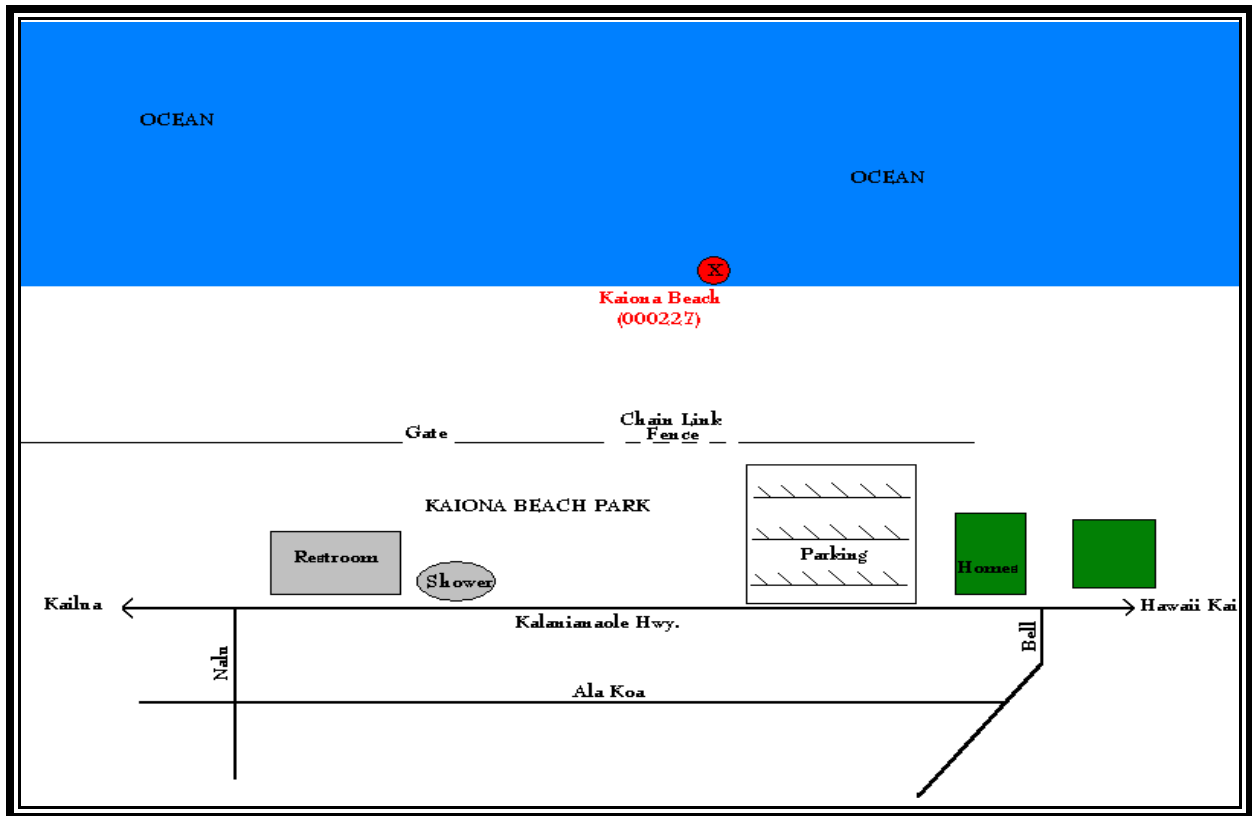 OCEAN
OCEAN
X
Kaiona Beach
(000227)
Gate
Chain Link
Fence
KAIONA BEACH PARK
Restroom
Shower
Parking
Homes
Kailua
Hawaii Kai
Kalanianaole Hwy.
Nalu
Bell
Ala Koa